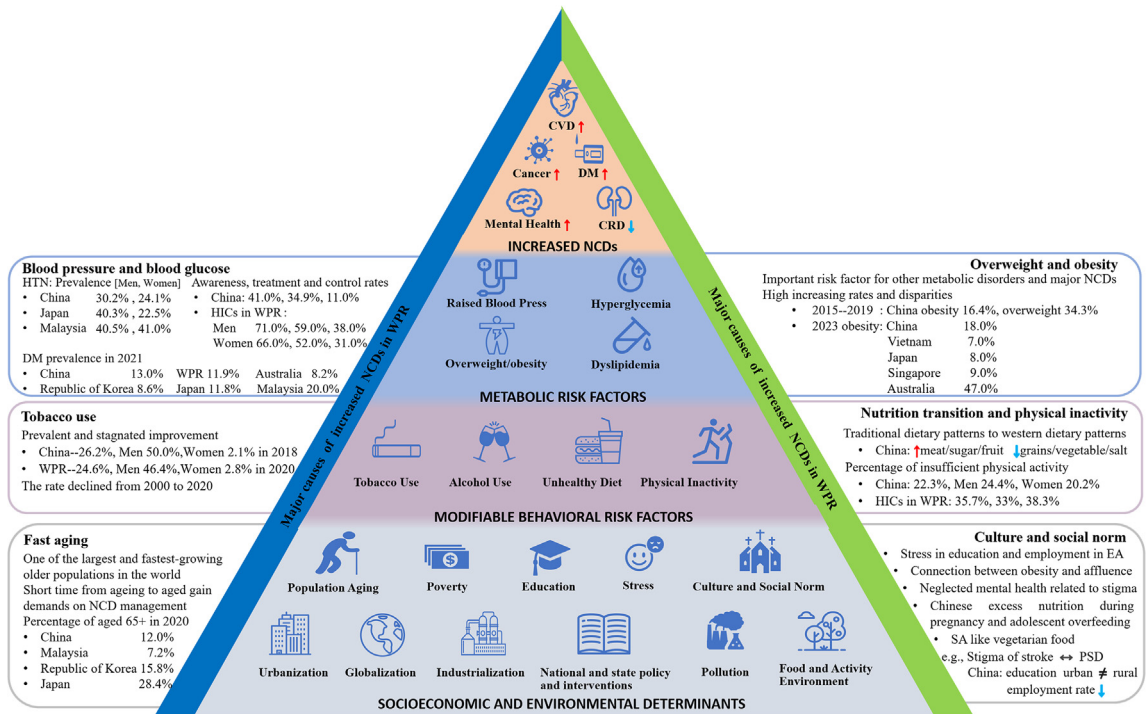 CVD
Cancer
DM
Mental Health
CRD
INCREASED NCDs
Major causes of increased NCDs in WPR
Major causes of increased NCDs in WPR
Raised Blood Press
Hyperglycemia
Overweight/obesity
Dyslipidemia
METABOLIC RISK FACTORS
Tobacco Use
Alcohol Use
Unhealthy Diet
Physical Inactivity
MODIFIABLE BEHAVIORAL RISK FACTORS
Population Aging
Poverty
$
Education
Stress
Culture and Social Norm
Urbanization
Globalization
Industrialization
National and state policy
and interventions
Pollution
Food and Activity
Environment
SOCIOECONOMIC AND ENVIRONMENTAL DETERMINANTS
Blood pressure and blood glucose
HTN: Prevalence [Men, Women]
• China 30.2% , 24.1%
• Japan 40.3% , 22.5%
• Malaysia 40.5% , 41.0%
Awareness, treatment and control rates
• China: 41.0%, 34.9%, 11.0%
• HICs in WPR :
Men 71.0%, 59.0%, 38.0%
Women 66.0%, 52.0%, 31.0%
DM prevalence in 2021
• China 13.0% WPR 11.9% Australia 8.2%
• Republic of Korea 8.6% Japan 11.8% Malaysia 20.0%
Tobacco use
Prevalent and stagnated improvement
• China--26.2%, Men 50.0%,Women 2.1% in 2018
• WPR--24.6%, Men 46.4%,Women 2.8% in 2020
The rate declined from 2000 to 2020
Fast aging
One of the largest and fastest-growing
older populations in the world
Short time from ageing to aged gain
demands on NCD management
Percentage of aged 65+ in 2020
• China 12.0%
• Malaysia 7.2%
• Republic of Korea 15.8%
• Japan 28.4%
Overweight and obesity
Important risk factor for other metabolic disorders and major NCDs
High increasing rates and disparities
• 2015--2019 : China obesity 16.4%, overweight 34.3%
• 2023 obesity: China 18.0%
Vietnam 7.0%
Japan 8.0%
Singapore 9.0%
Australia 47.0%
Nutrition transition and physical inactivity
Traditional dietary patterns to western dietary patterns
• China: ↑meat/sugar/fruit ↓grains/vegetable/salt
Percentage of insufficient physical activity
• China: 22.3%, Men 24.4%, Women 20.2%
• HICs in WPR: 35.7%, 33%, 38.3%
Culture and social norm
• Stress in education and employment in EA
• Connection between obesity and affluence
• Neglected mental health related to stigma
• Chinese excess nutrition during
pregnancy and adolescent overfeeding
• SA like vegetarian food
e.g., Stigma of stroke ↔ PSD
China: education urban ≠ rural
employment rate ↓